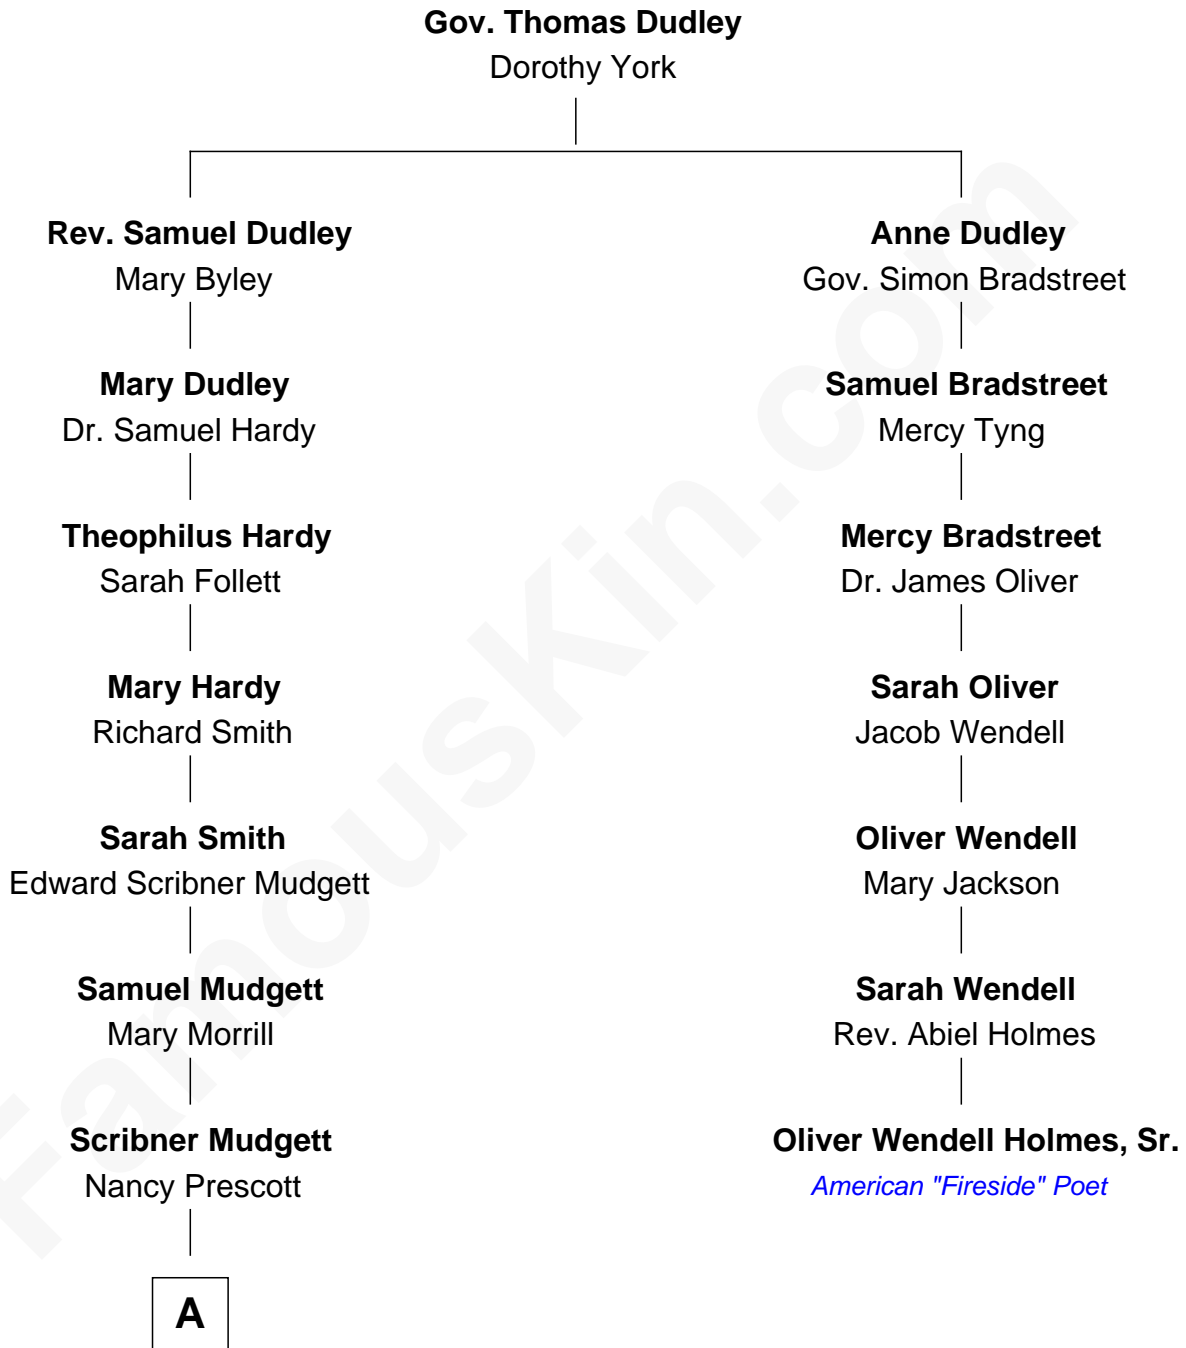 Gov. Thomas Dudley
Dorothy York
Rev. Samuel Dudley
Mary Byley
Anne Dudley
Gov. Simon Bradstreet
Mary Dudley
Dr. Samuel Hardy
Samuel Bradstreet
Mercy Tyng
Theophilus Hardy
Sarah Follett
Mercy Bradstreet
Dr. James Oliver
Mary Hardy
Richard Smith
Sarah Oliver
Jacob Wendell
Sarah Smith
Edward Scribner Mudgett
Oliver Wendell
Mary Jackson
Samuel Mudgett
Mary Morrill
Sarah Wendell
Rev. Abiel Holmes
Scribner Mudgett
Nancy Prescott
Oliver Wendell Holmes, Sr.
American "Fireside" Poet
A
FamousKin.com